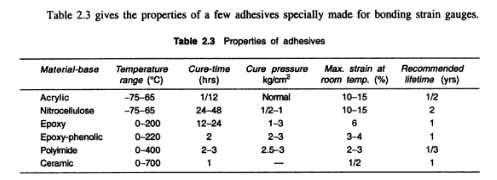 Table 2.3 gives the properties of a few adhesives specially made for bonding strain gauges.
Table 2.3 Properties of adhesives
Material-base Temperature range (°C) Cure-time (hrs) Cure pressure kg/cm² Max. strain at room temp. (%) Recommended lifetime (yrs)
Acrylic –75–65 1/12 Normal 10–15 1/2
Nitrocellulose –75–65 24–48 1/2–1 10–15 2
Epoxy 0–200 12–24 1–3 6 1
Epoxy-phenolic 0–220 2 2–3 3–4 1
Polyimide 0–400 2–3 2.5–3 2–3 1/3
Ceramic 0–700 1 — 1/2 1